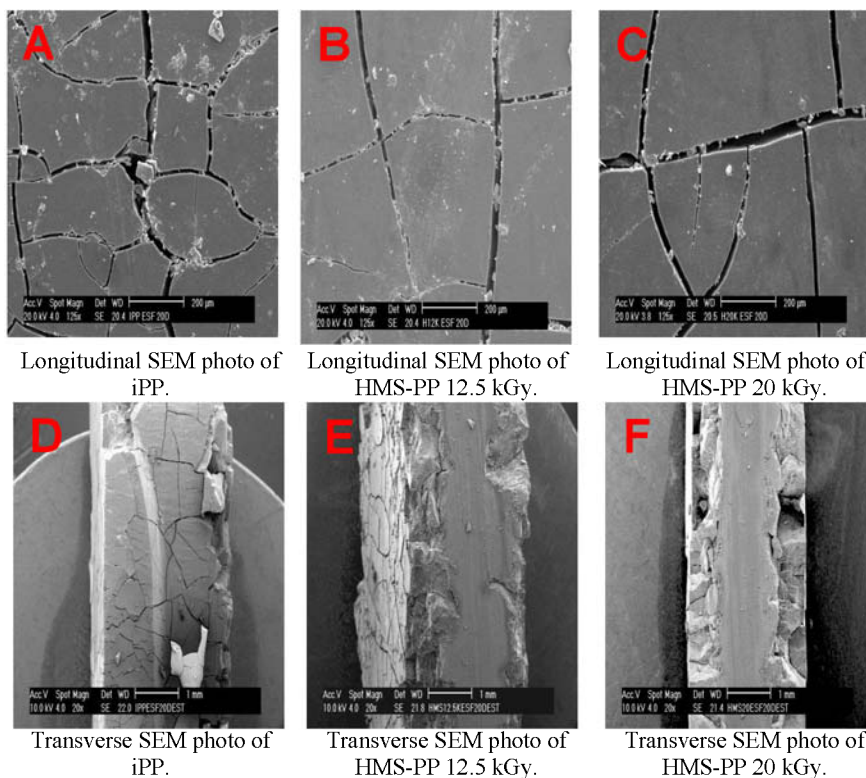 A
B
C
Acc.V Spot Magn Det WD 200 µm
20.0 kV 4.0 125x SE 20.4 IPP ESF 20D
Acc.V Spot Magn Det WD 200 µm
20.0 kV 4.0 125x SE 20.4 H12K ESF 20D
Acc.V Spot Magn Det WD 200 µm
20.0 kV 3.8 125x SE 20.5 H20K ESF 20D
Longitudinal SEM photo of
iPP.
Longitudinal SEM photo of
HMS-PP 12.5 kGy.
Longitudinal SEM photo of
HMS-PP 20 kGy.
D
E
F
Acc.V Spot Magn Det WD 1 mm
10.0 kV 4.0 20x SE 22.0 IPPESF20DEST
Acc.V Spot Magn Det WD 1 mm
10.0 kV 4.0 20x SE 21.8 HMS12.5KESF20DEST
Acc.V Spot Magn Det WD 1 mm
10.0 kV 4.0 20x SE 21.4 HMS20ESF20DEST
Transverse SEM photo of
iPP.
Transverse SEM photo of
HMS-PP 12.5 kGy.
Transverse SEM photo of
HMS-PP 20 kGy.